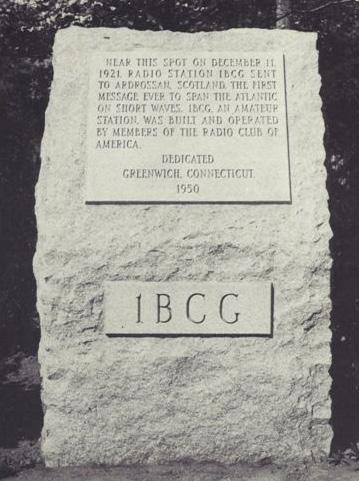 NEAR THIS SPOT ON DECEMBER 11,
1921, RADIO STATION 1BCG SENT
TO ARDROSSAN, SCOTLAND, THE FIRST
MESSAGE EVER TO SPAN THE ATLANTIC
ON SHORT WAVES. 1BCG, AN AMATEUR
STATION, WAS BUILT AND OPERATED
BY MEMBERS OF THE RADIO CLUB OF
AMERICA.
DEDICATED
GREENWICH, CONNECTICUT
1950
1BCG